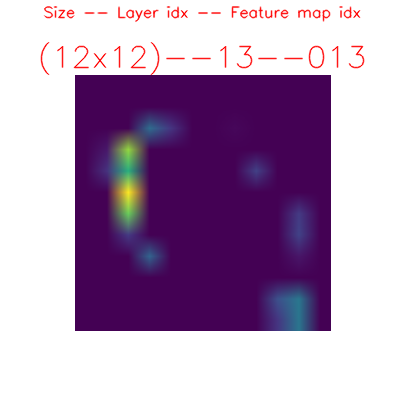 Size -- Layer idx -- Feature map idx
(12x12)--13--013